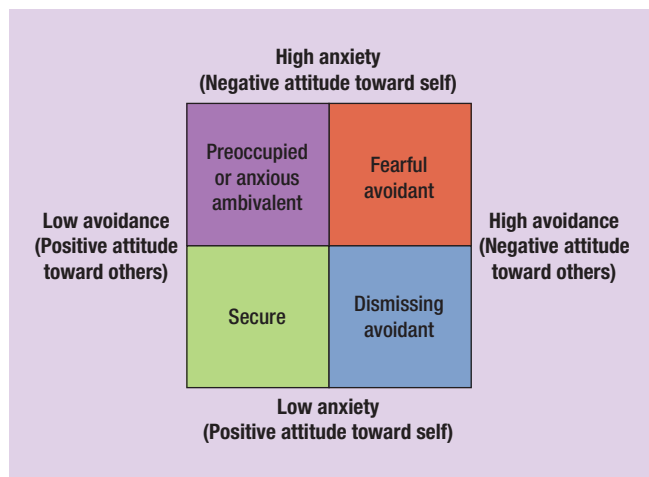 High anxiety
(Negative attitude toward self)
Preoccupied
or anxious
ambivalent
Fearful
avoidant
Low avoidance
(Positive attitude
toward others)
High avoidance
(Negative attitude
toward others)
Secure
Dismissing
avoidant
Low anxiety
(Positive attitude toward self)